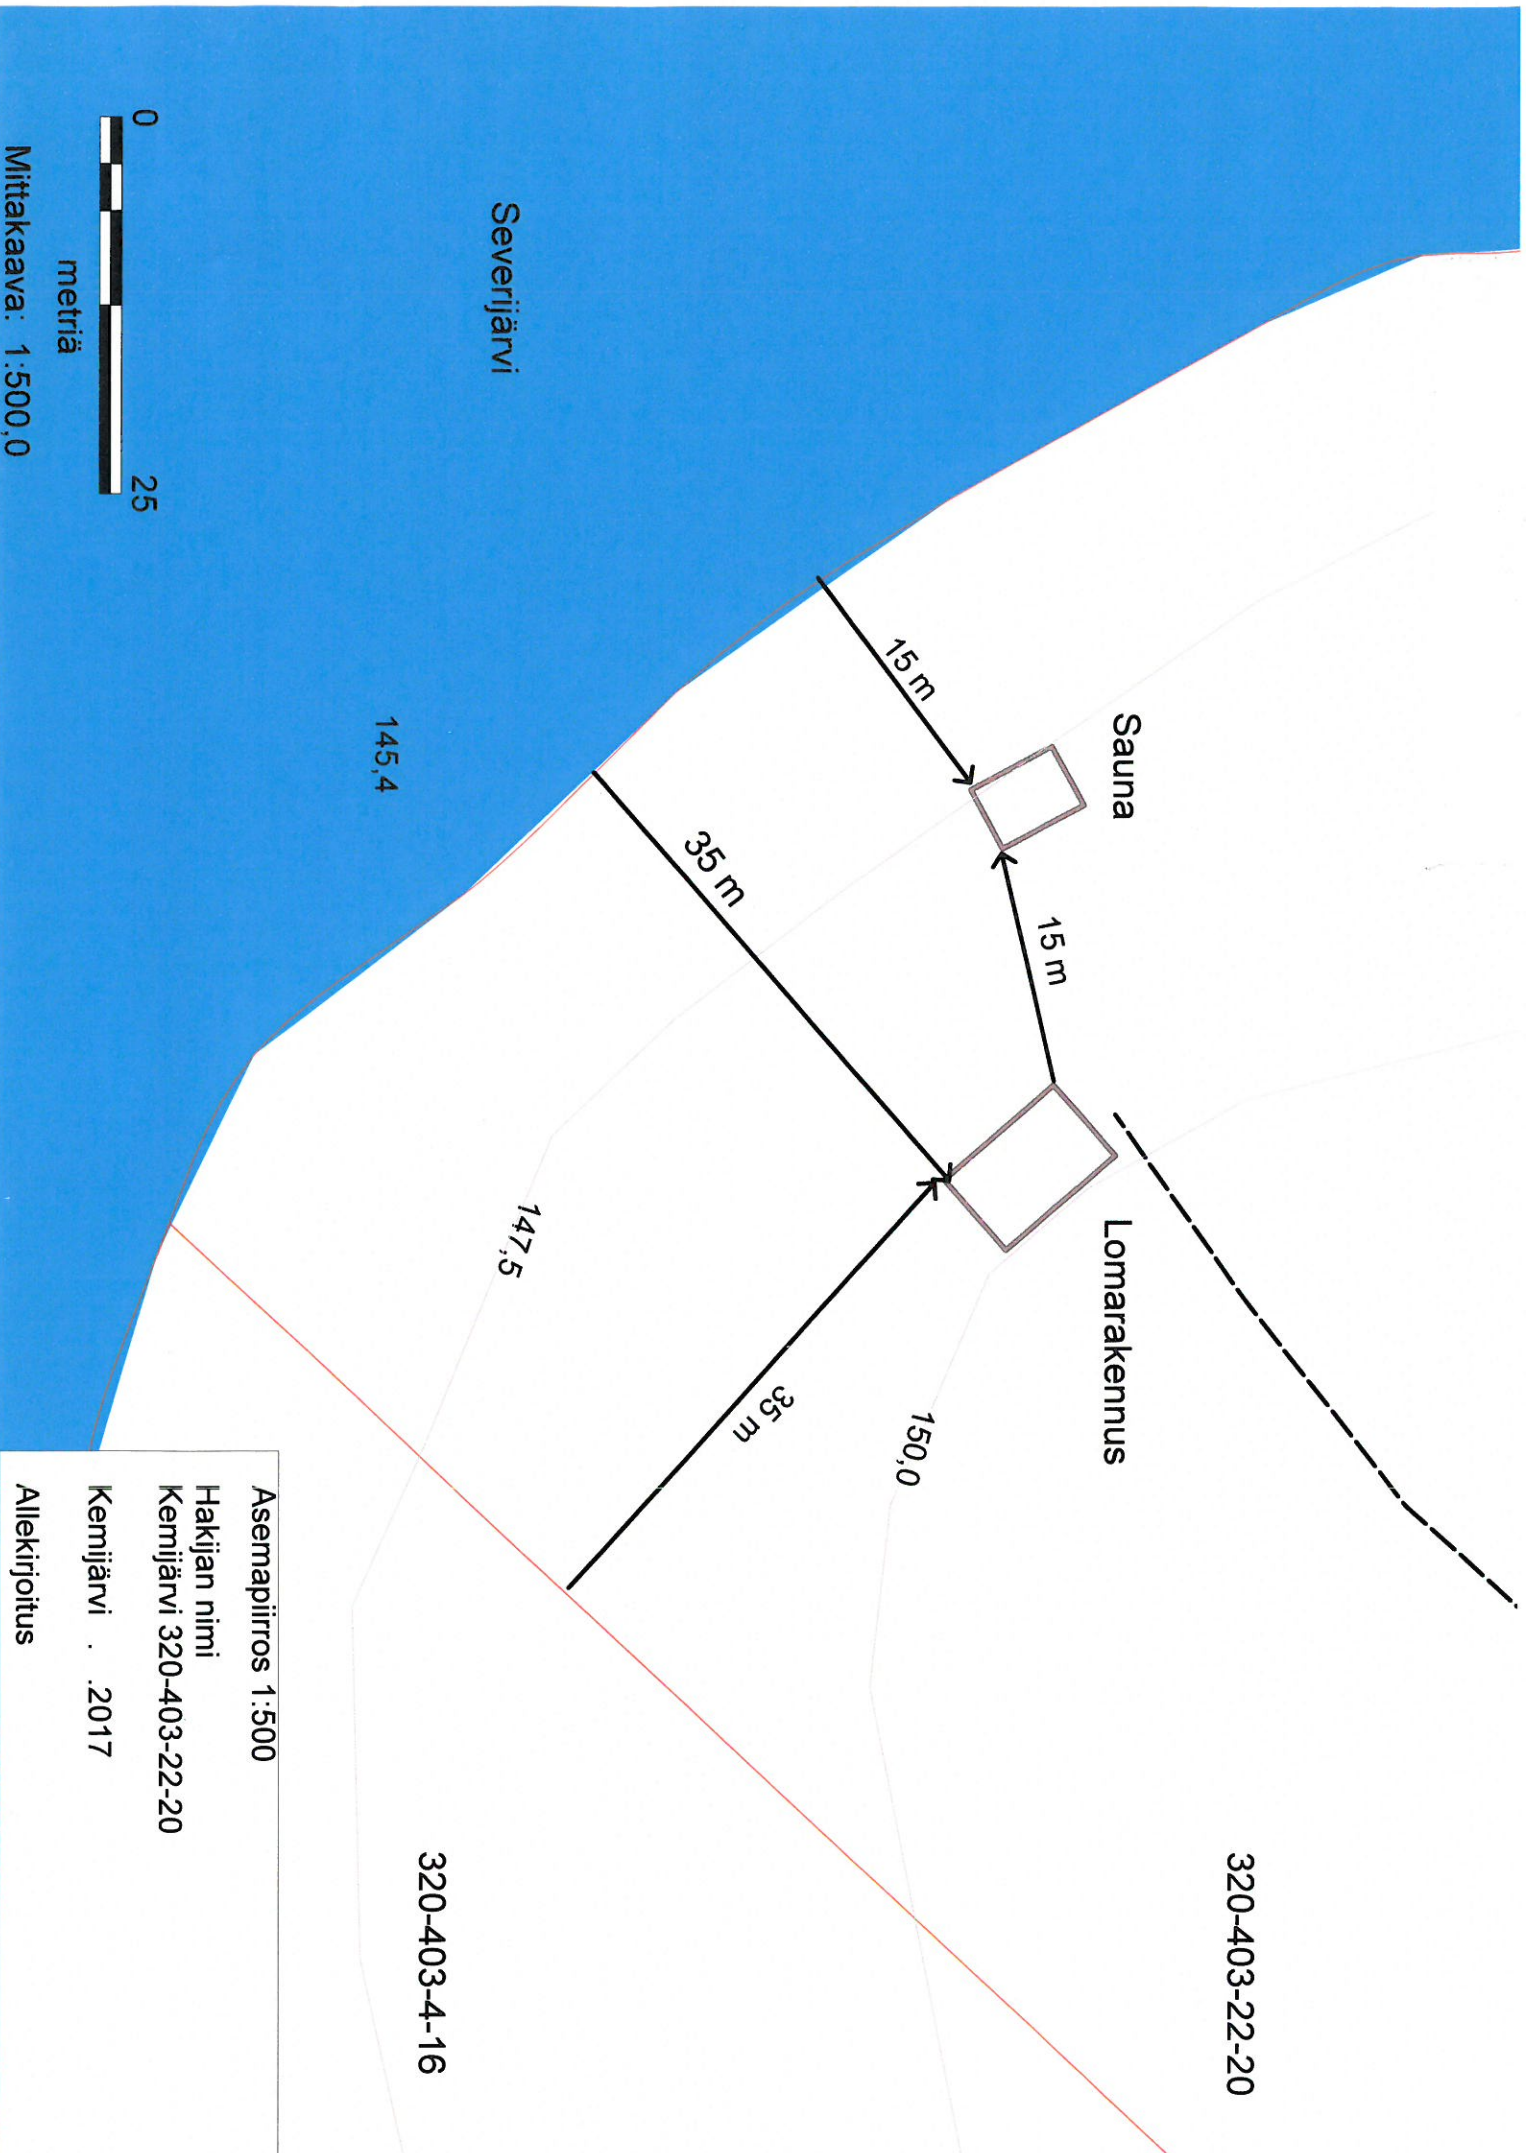 320-403-22-20
Sauna
Lomarakennus
15 m
15 m
35 m
150,0
35 m
Severijärvi
147,5
320-403-4-16
145,4
Asemapiirros 1:500
Hakijan nimi
Kemijärvi 320-403-22-20
Kemijärvi . .2017
Allekirjoitus
0 25
metriä
Mittakaava: 1:500,0